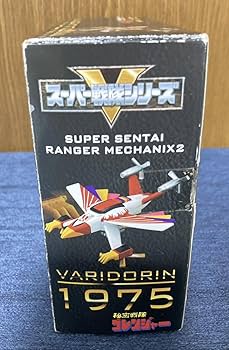 スーパー戦隊シリーズ
SUPER SENTAI
RANGER MECHANIX2
VARIDORIN
1975
秘密戦隊
ゴレンジャー